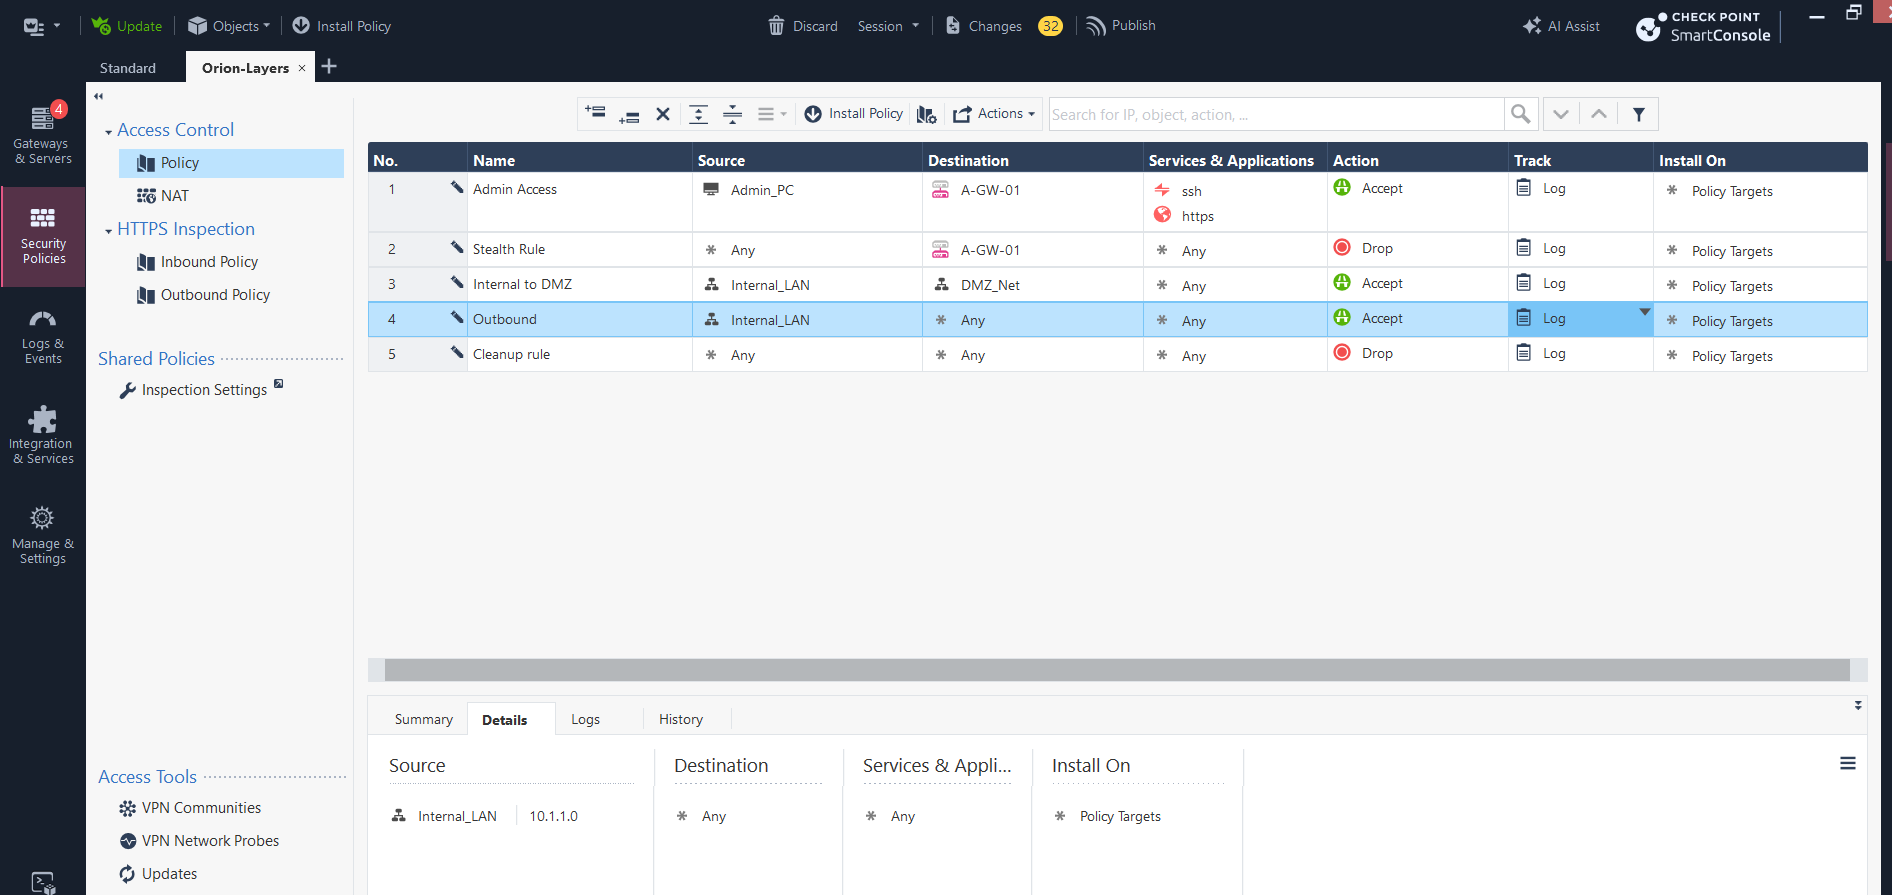 Update
Objects
Install Policy
Discard
Session
Changes
32
Publish
AI Assist
CHECK POINT
SmartConsole
Standard
Orion-Layers
4
Gateways
& Servers
Security
Policies
Logs &
Events
Integration
& Services
Manage &
Settings
Access Control
Policy
NAT
HTTPS Inspection
Inbound Policy
Outbound Policy
Shared Policies
Inspection Settings
Access Tools
VPN Communities
VPN Network Probes
Updates
Install Policy
Actions
Search for IP, object, action, ...
No. Name Source Destination Services & Applications Action Track Install On
1 Admin Access Admin_PC A-GW-01 ssh Accept Log Policy Targets
https
2 Stealth Rule Any A-GW-01 Any Drop Log Policy Targets
3 Internal to DMZ Internal_LAN DMZ_Net Any Accept Log Policy Targets
4 Outbound Internal_LAN Any Any Accept Log Policy Targets
5 Cleanup rule Any Any Any Drop Log Policy Targets
Summary Details Logs History
Source Destination Services & Appli... Install On
Internal_LAN 10.1.1.0 Any Any Policy Targets